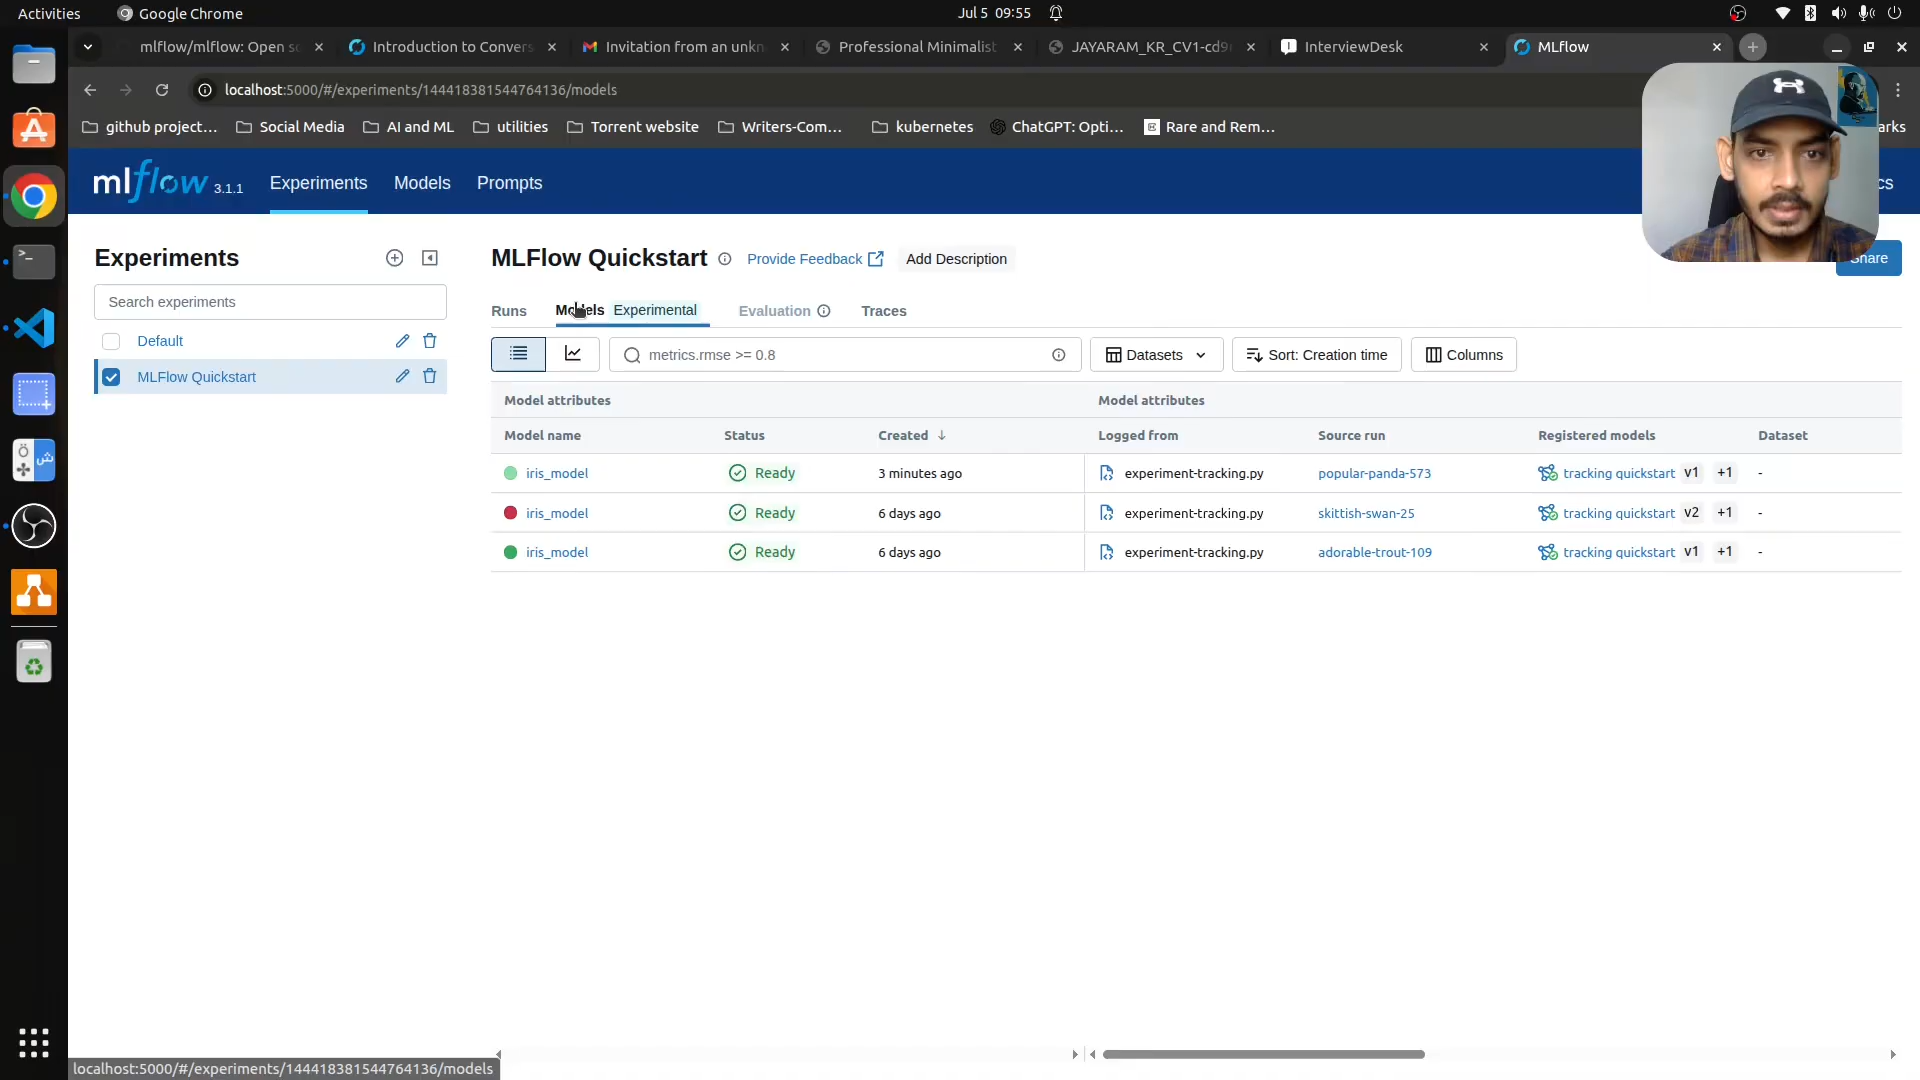 Activities
Google Chrome
Jul 5 09:55
mlflow/mlflow: Open so
Introduction to Convers
Invitation from an unkn
Professional Minimalist
JAYARAM_KR_CV1-cd9
InterviewDesk
MLflow
localhost:5000/#/experiments/144418381544764136/models
github project...
Social Media
AI and ML
utilities
Torrent website
Writers-Com...
kubernetes
ChatGPT: Opti...
Rare and Rem...
arks
mlflow 3.1.1
Experiments
Models
Prompts
cs
Experiments
MLFlow Quickstart
Provide Feedback
Add Description
Share
Search experiments
Runs
Models
Experimental
Evaluation
Traces
Default
metrics.rmse >= 0.8
Datasets
Sort: Creation time
Columns
MLFlow Quickstart
Model attributes
Model attributes
Model name
Status
Created
Logged from
Source run
Registered models
Dataset
iris_model Ready 3 minutes ago experiment-tracking.py popular-panda-573 tracking quickstart v1 +1 -
iris_model Ready 6 days ago experiment-tracking.py skittish-swan-25 tracking quickstart v2 +1 -
iris_model Ready 6 days ago experiment-tracking.py adorable-trout-109 tracking quickstart v1 +1 -
localhost:5000/#/experiments/144418381544764136/models